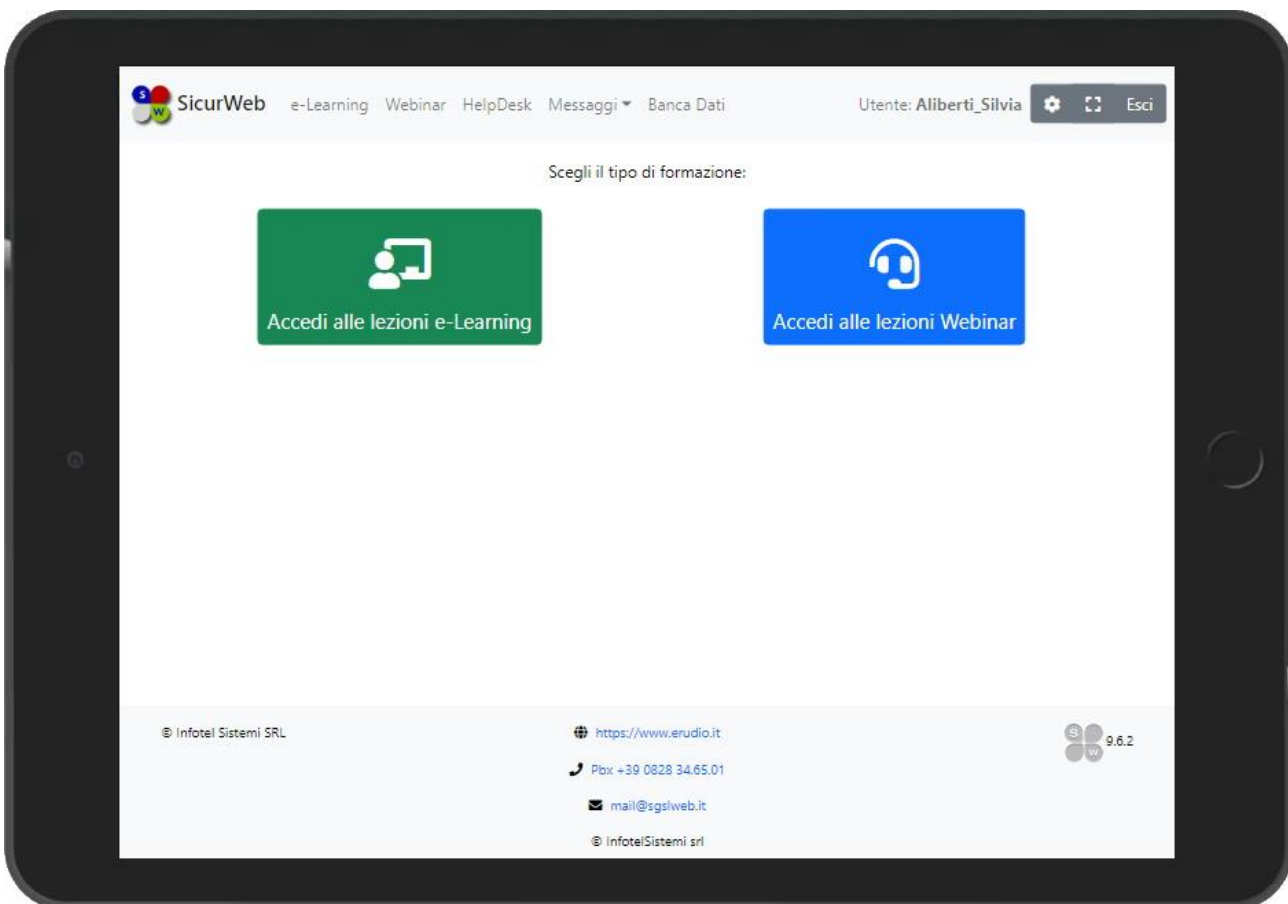 S W SicurWeb e-Learning Webinar HelpDesk Messaggi Banca Dati Utente: Aliberti_Silvia Esci
Scegli il tipo di formazione:
Accedi alle lezioni e-Learning
Accedi alle lezioni Webinar
© Infotel Sistemi SRL
https://www.erudio.it
Pbx +39 0828 34.65.01
mail@sgslweb.it
© InfotelSistemi srl
S W 9.6.2